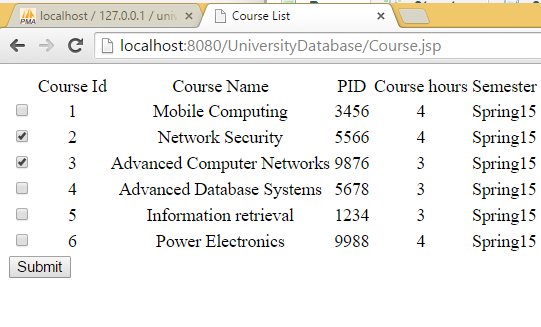 PMA localhost / 127.0.0.1 / univ
Course List
localhost:8080/UniversityDatabase/Course.jsp
Course Id Course Name PID Course hours Semester
1 Mobile Computing 3456 4 Spring15
2 Network Security 5566 4 Spring15
3 Advanced Computer Networks 9876 3 Spring15
4 Advanced Database Systems 5678 3 Spring15
5 Information retrieval 1234 3 Spring15
6 Power Electronics 9988 4 Spring15
Submit